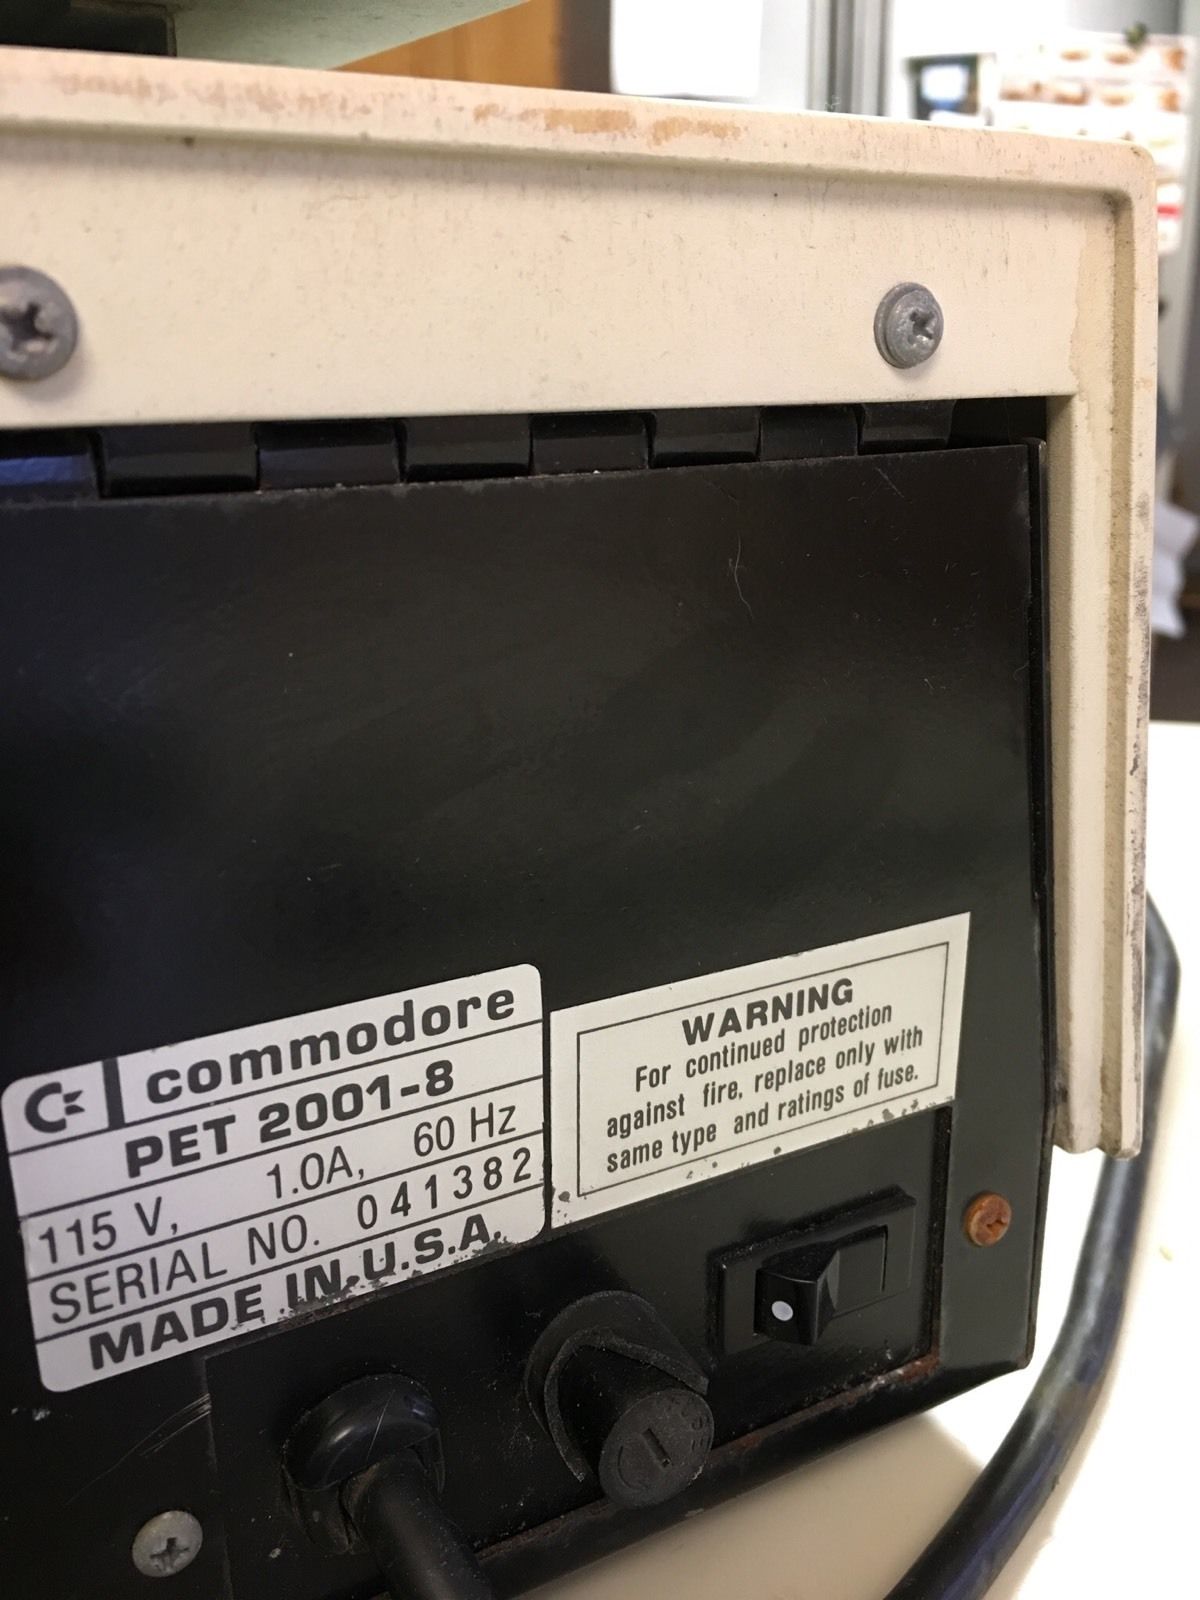 commodore
PET 2001-8
115 V, 1.0A, 60 Hz
SERIAL NO. 041382
MADE IN U.S.A.
WARNING
For continued protection
against fire, replace only with
same type and ratings of fuse.
FUSE